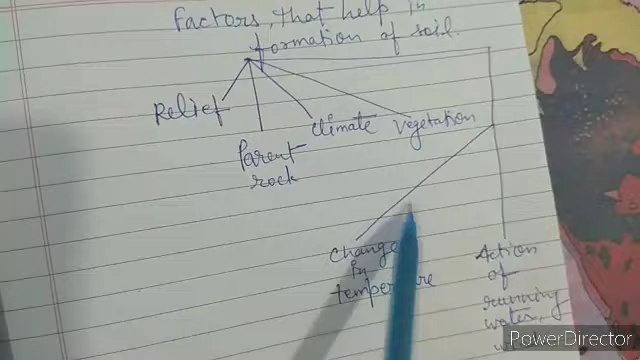 Factors, that help in
formation of soil.
Relief
Parent
rock
Climate
Vegetation
Change
in
temperature
Action
of
running
water,
PowerDirector